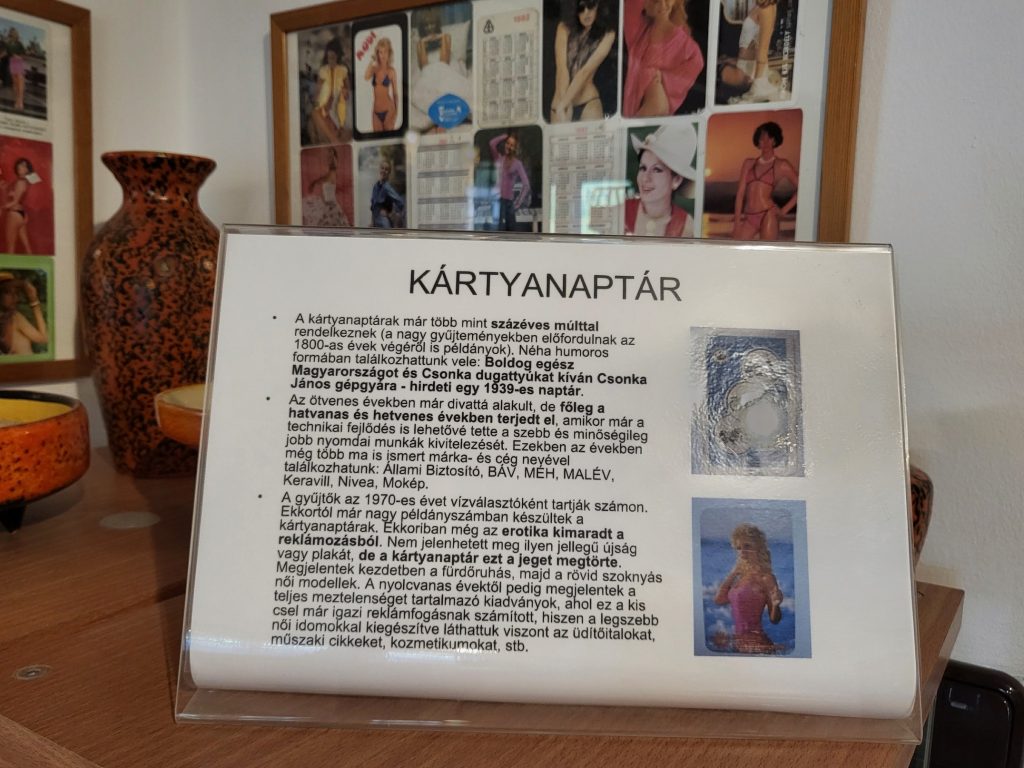 AUDI
1982
KÁRTYANAPTÁR
• A kártyanaptárak már több mint százéves múlttal
rendelkeznek (a nagy gyűjteményekben előfordulnak az
1800-as évek végéről is példányok). Néha humoros
formában találkozhattunk vele: Boldog egész
Magyarországot és Csonka dugattyúkat kíván Csonka
János gépgyára - hirdeti egy 1939-es naptár.
• Az ötvenes években már divattá alakult, de főleg a
hatvanas és hetvenes években terjedt el, amikor már a
technikai fejlődés is lehetővé tette a szebb és minőségileg
jobb nyomdai munkák kivitelezését. Ezekben az években
még több ma is ismert márka- és cég nevével
találkozhatunk: Állami Biztosító, BÁV, MÉH, MALÉV,
Keravill, Nivea, Mokép.
• A gyűjtők az 1970-es évet vízválasztóként tartják számon.
Ekkortól már nagy példányszámban készültek a
kártyanaptárak. Ekkoriban még az erotika kimaradt a
reklámozásból. Nem jelenhetett meg ilyen jellegű újság
vagy plakát, de a kártyanaptár ezt a jeget megtörte.
Megjelentek kezdetben a fürdőruhás, majd a rövid szoknyás
női modellek. A nyolcvanas évektől pedig megjelentek a
teljes meztelenséget tartalmazó kiadványok, ahol ez a kis
csel már igazi reklámfogásnak számított, hiszen a legszebb
női idomokkal kiegészítve láthattuk viszont az üdítőitalokat,
műszaki cikkeket, kozmetikumokat, stb.